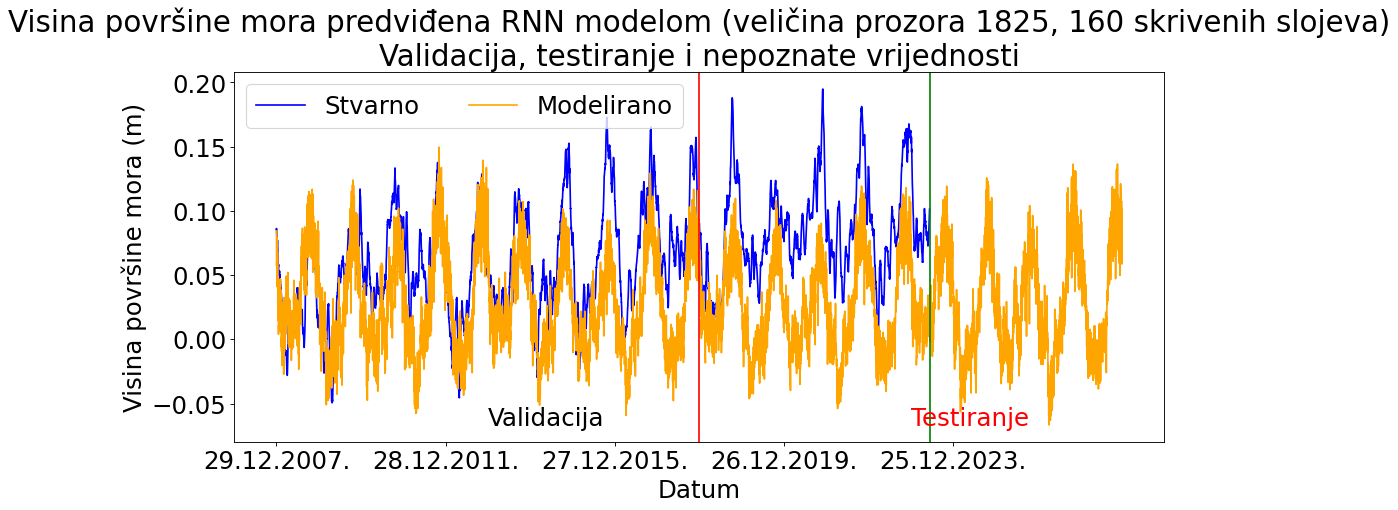 Visina površine mora predviđena RNN modelom (veličina prozora 1825, 160 skrivenih slojeva)
Validacija, testiranje i nepoznate vrijednosti
Stvarno
Modelirano
Visina površine mora (m)
0.20
0.15
0.10
0.05
0.00
−0.05
Validacija
Testiranje
29.12.2007.
28.12.2011.
27.12.2015.
26.12.2019.
25.12.2023.
Datum